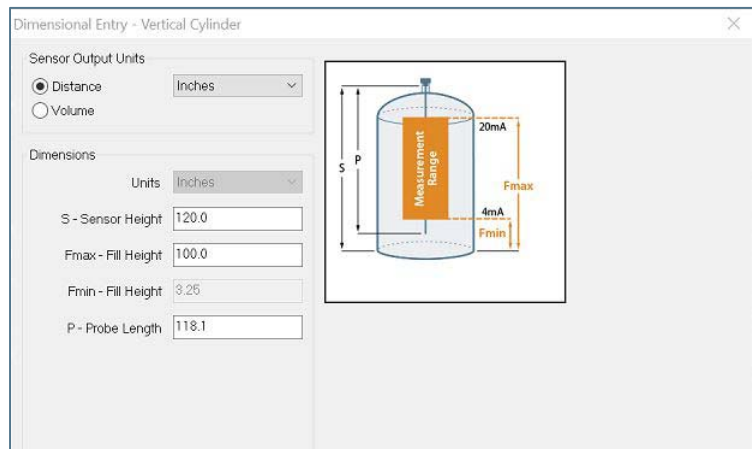 Dimensional Entry - Vertical Cylinder
Sensor Output Units
Distance
Inches
Volume
Dimensions
Units Inches
S - Sensor Height 120.0
Fmax - Fill Height 100.0
Fmin - Fill Height 3.25
P - Probe Length 118.1
20mA
S
P
Measurement
Range
Fmax
4mA
Fmin